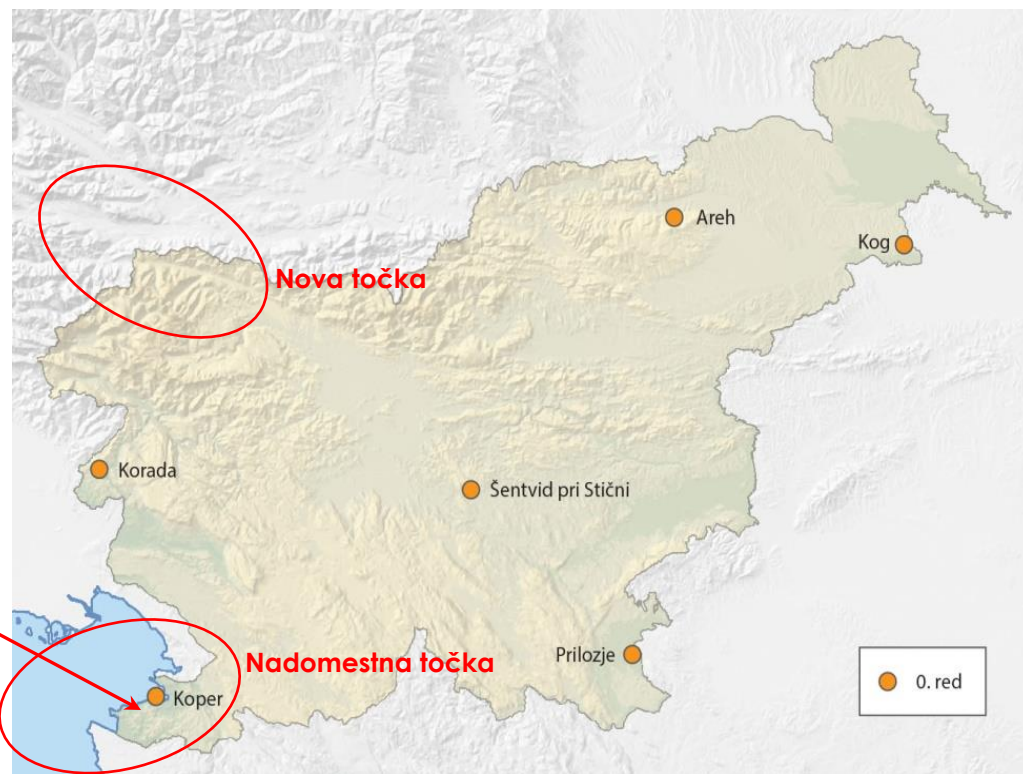 Areh
Kog
Nova točka
Korada
Šentvid pri Stični
Prilozje
Nadomestna točka
Koper
0. red